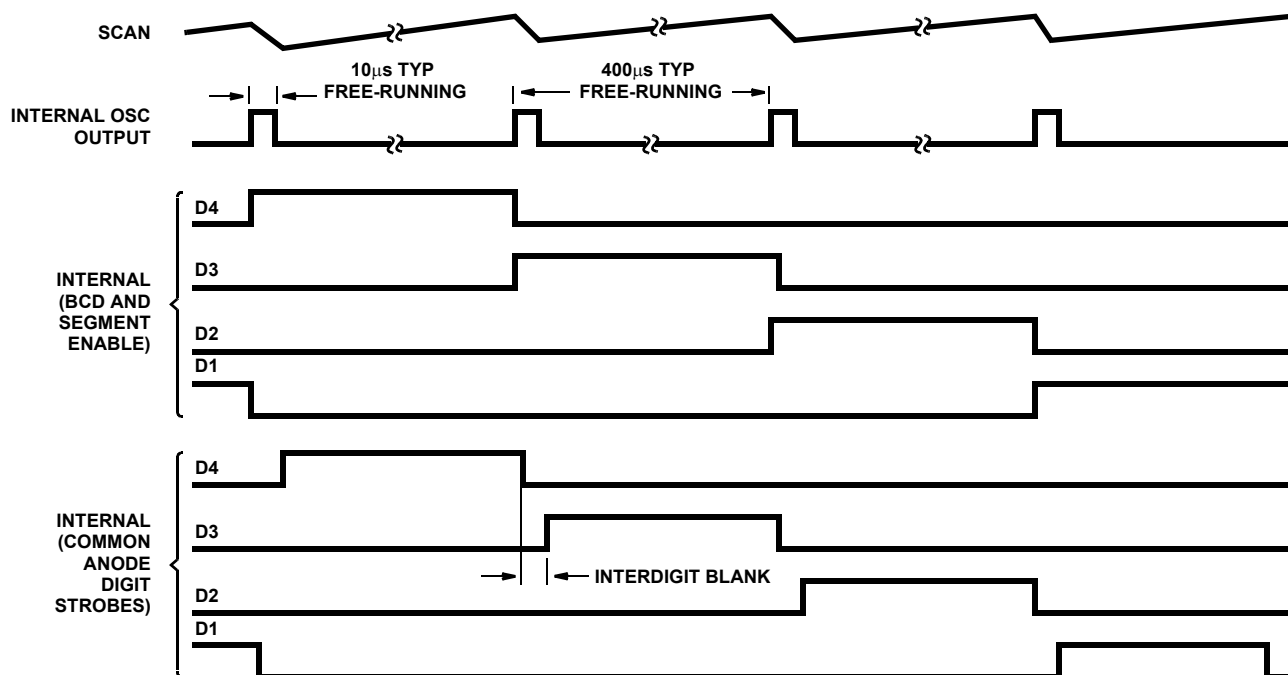 SCAN
10µs TYP
FREE-RUNNING
400µs TYP
FREE-RUNNING
INTERNAL OSC
OUTPUT
D4
D3
D2
D1
INTERNAL
(BCD AND
SEGMENT
ENABLE)
D4
D3
D2
D1
INTERNAL
(COMMON
ANODE
DIGIT
STROBES)
INTERDIGIT BLANK